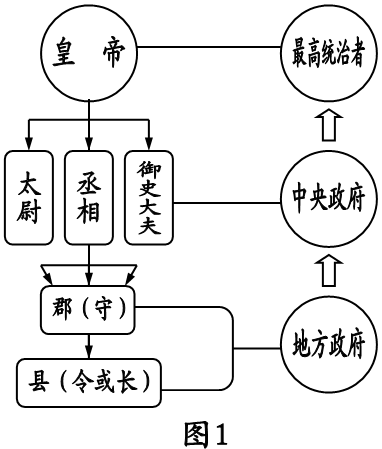 皇 帝
最高统治者
太尉
丞相
御史大夫
中央政府
郡（守）
地方政府
县（令或长）
图1